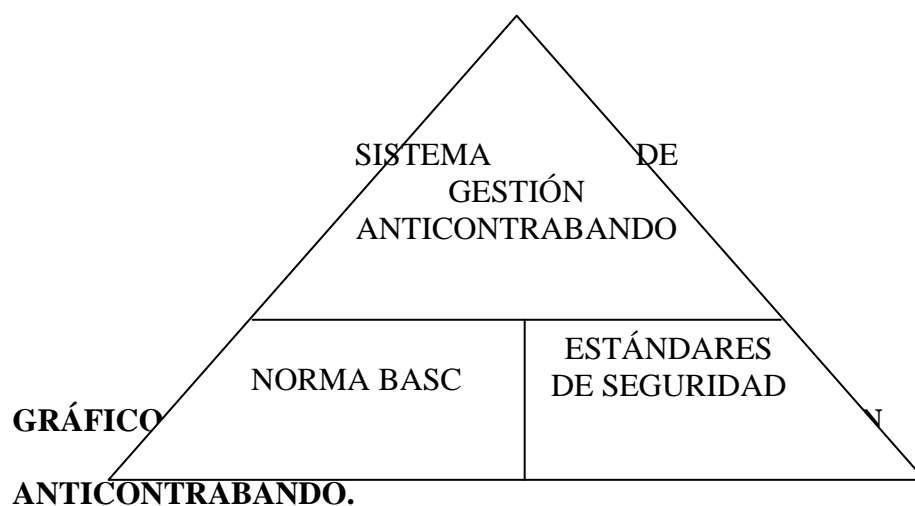 SISTEMA DE
GESTIÓN
ANTICONTRABANDO
NORMA BASC
ESTÁNDARES
DE SEGURIDAD
GRÁFICO
ANTICONTRABANDO.